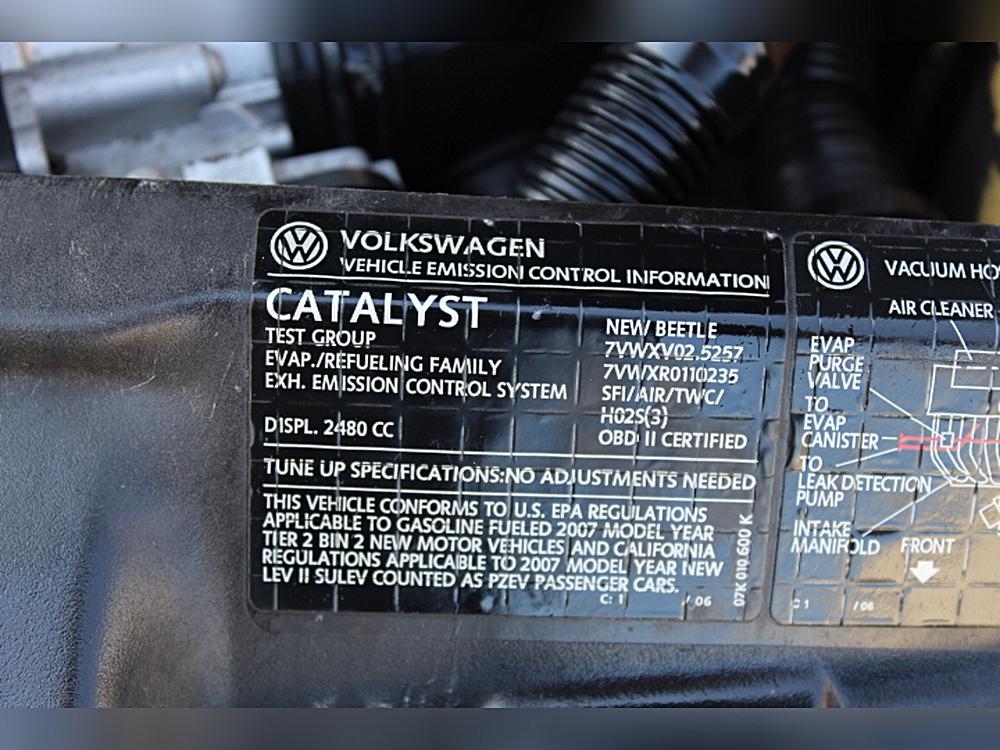 VOLKSWAGEN
VEHICLE EMISSION CONTROL INFORMATION
CATALYST
TEST GROUP
EVAP./REFUELING FAMILY
EXH. EMISSION CONTROL SYSTEM
DISPL. 2480 CC
NEW BEETLE
7VWXV02.5257
7VWXR0110235
SFI/AIR/TWC/
H02S(3)
OBD II CERTIFIED
TUNE UP SPECIFICATIONS:NO ADJUSTMENTS NEEDED
THIS VEHICLE CONFORMS TO U.S. EPA REGULATIONS
APPLICABLE TO GASOLINE FUELED 2007 MODEL YEAR
TIER 2 BIN 2 NEW MOTOR VEHICLES AND CALIFORNIA
REGULATIONS APPLICABLE TO 2007 MODEL YEAR NEW
LEV II SULEV COUNTED AS PZEV PASSENGER CARS.
C: 1 / 06
07K 010 600 K
VACUUM HO
AIR CLEANER
EVAP
PURGE
VALVE
TO
EVAP
CANISTER
TO
LEAK DETECTION
PUMP
INTAKE
MANIFOLD
FRONT
C 1 / 06